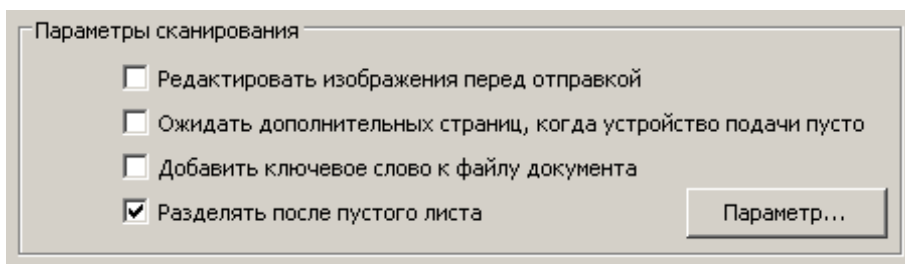 Параметры сканирования
Редактировать изображения перед отправкой
Ожидать дополнительных страниц, когда устройство подачи пусто
Добавить ключевое слово к файлу документа
Разделять после пустого листа
Параметр...